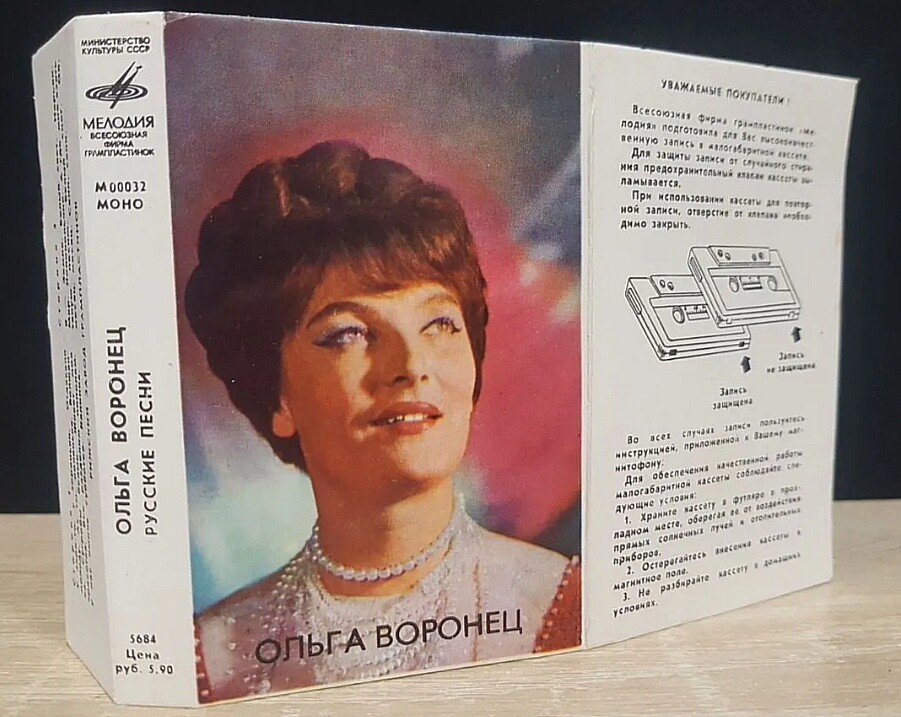 МИНИСТЕРСТВО
КУЛЬТУРЫ СССР
МЕЛОДИЯ
ВСЕСОЮЗНАЯ
ФИРМА
ГРАМПЛАСТИНОК
М00032
МОНО
ОЛЬГА ВОРОНЕЦ
РУССКИЕ ПЕСНИ
5684
Цена
руб. 5.90
ОЛЬГА ВОРОНЕЦ
УВАЖАЕМЫЕ ПОКУПАТЕЛИ!
Всесоюзная фирма грампластинок «Ме-
лодия» подготовила для Вас высококачест-
венную запись в малогабаритной кассете.
Для защиты записи от случайного стира-
ния предохранительный клапан кассеты вы-
ламывается.
При использовании кассеты для повтор-
ной записи, отверстие от клапана необхо-
димо закрыть.
Запись
не защищена
Запись
защищена
Во всех случаях записи пользуйтесь
инструкцией, приложенной к Вашему маг-
нитофону.
Для обеспечения качественной работы
малогабаритной кассеты соблюдайте сле-
дующие условия:
1. Храните кассету в футляре в прох-
ладном месте, оберегая ее от воздействия
прямых солнечных лучей и отопительных
приборов.
2. Остерегайтесь внесения кассеты в
магнитное поле.
3. Не разбирайте кассету в домашних
условиях.